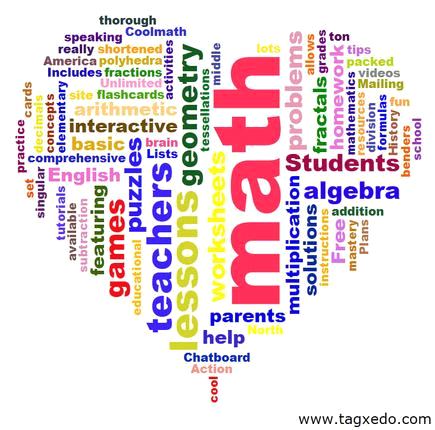 thorough
speaking
Coolmath
really
shortened
America
polyhedra
Includes
fractions
activities
Unlimited
site
flashcards
arithmetic
interactive
basic
brain
comprehensive
Lists
English
practice
cards
decimals
concepts
elementary
set
singular
tutorials
available
subtraction
featuring
games
educational
puzzles
teachers
lessons
geometry
tessellations
middle
worksheets
math
lots
problems
allows
grades
ton
fractals
homework
tips
packed
videos
Mailing
mathematics
resources
division
formulas
History
fun
benders
school
Students
algebra
multiplication
solutions
instructions
addition
Free
mastery
Plans
parents
North
help
Chatboard
Action
cool
www.tagxedo.com